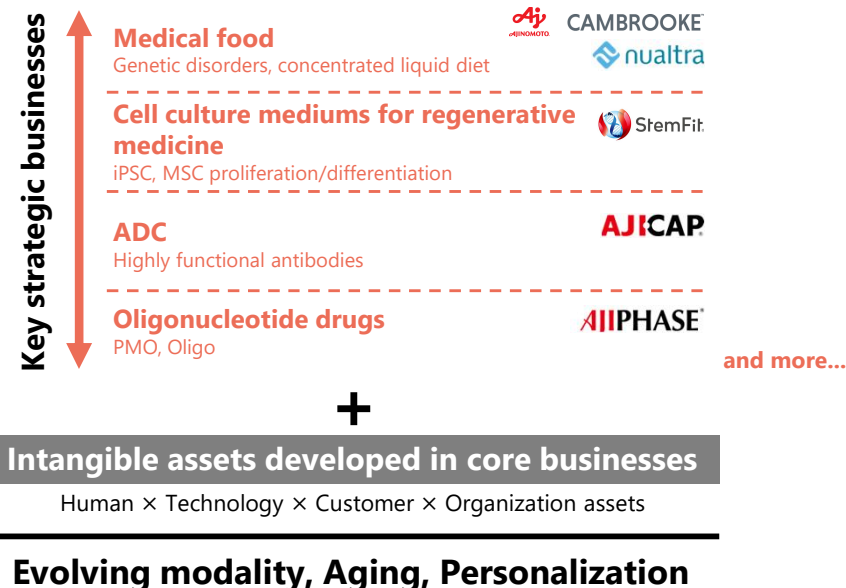 Key strategic businesses
Medical food
Genetic disorders, concentrated liquid diet
Aj
AJINOMOTO.
CAMBROOKE
nualtra
Cell culture mediums for regenerative
medicine
iPSC, MSC proliferation/differentiation
StemFit
ADC
Highly functional antibodies
AJICAP
Oligonucleotide drugs
PMO, Oligo
AJIPHASE®
and more...
+
Intangible assets developed in core businesses
Human × Technology × Customer × Organization assets
Evolving modality, Aging, Personalization